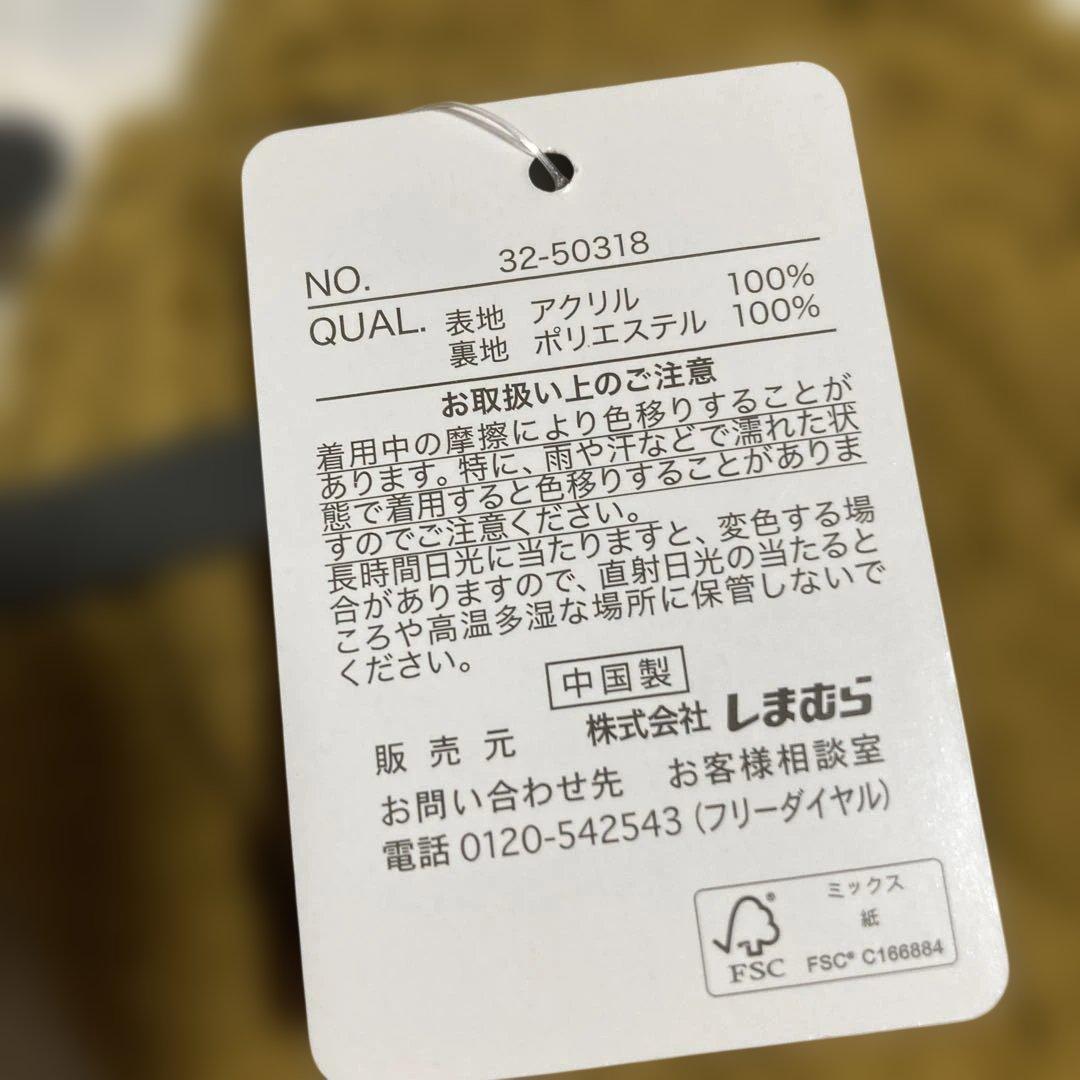 NO. 32-50318
QUAL. 表地 アクリル 100%
裏地 ポリエステル 100%
お取扱い上のご注意
着用中の摩擦により色移りすることが
あります。特に、雨や汗などで濡れた状
態で着用すると色移りすることがありま
すのでご注意ください。
長時間日光に当たりますと、変色する場
合がありますので、直射日光の当たると
ころや高温多湿な場所に保管しないで
ください。
中国製
販売元 株式会社 しまむら
お問い合わせ先 お客様相談室
電話 0120-542543 (フリーダイヤル)
ミックス
紙
FSC
FSC® C166884